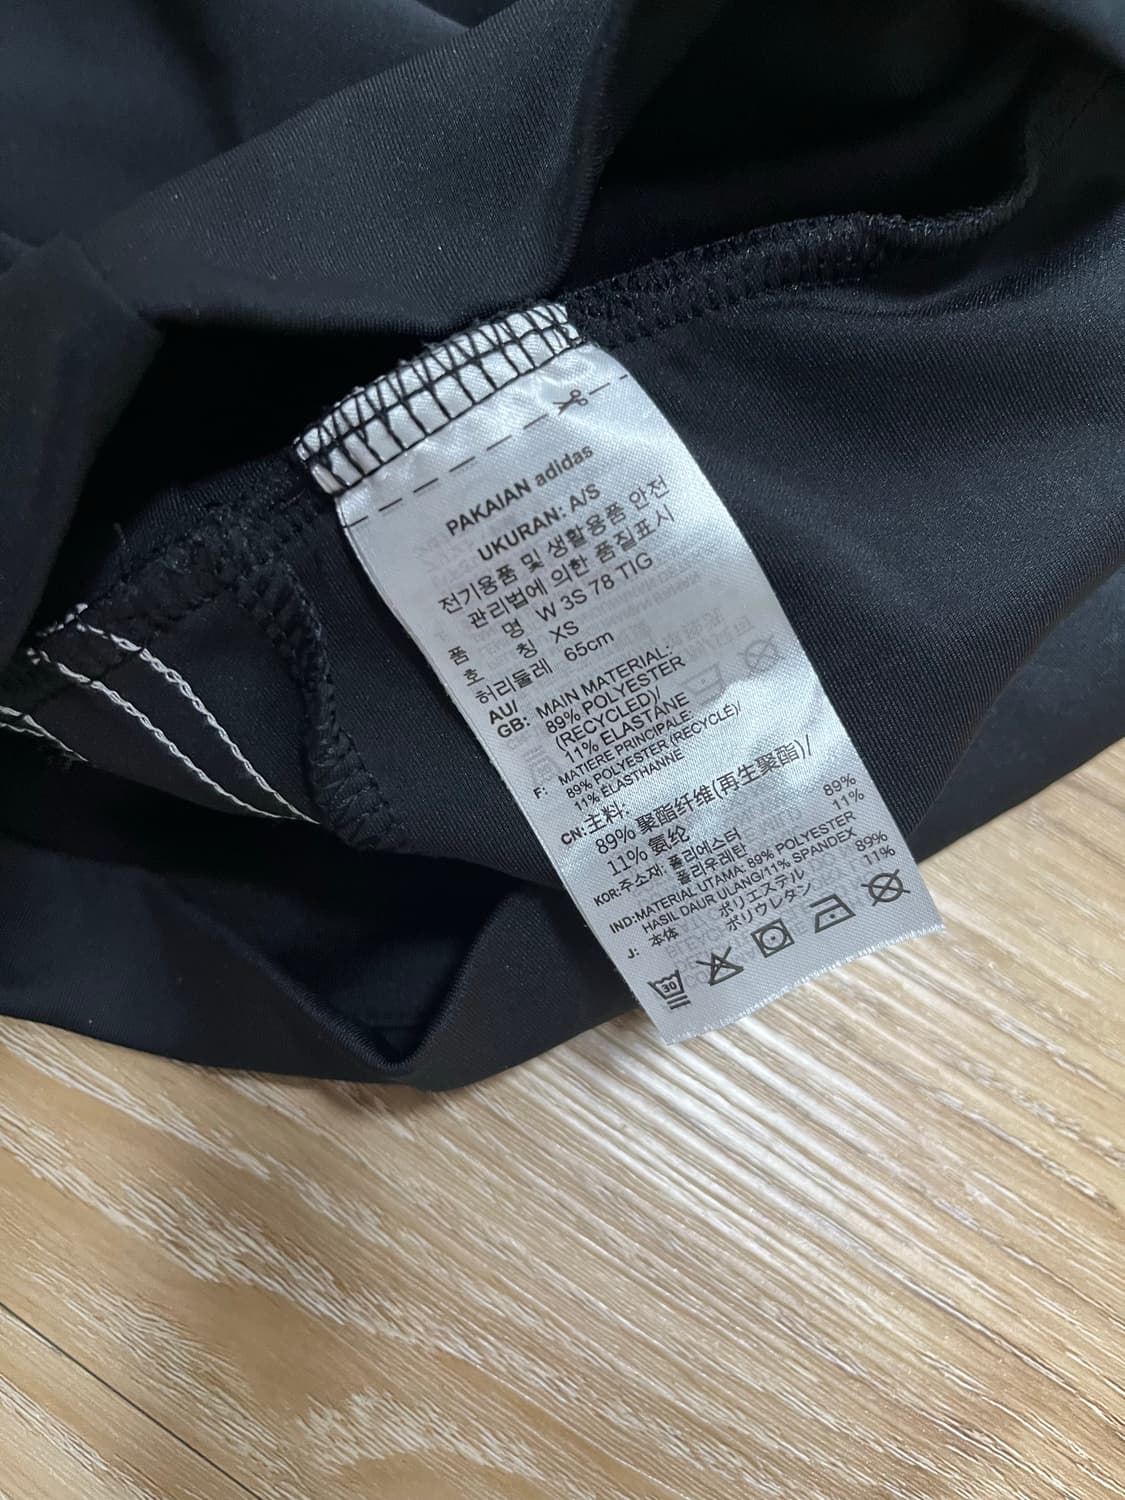 PAKAIAN adidas
UKURAN: A/S
전기용품 및 생활용품 안전
관리법에 의한 품질표시
품 명 W 3S 78 TIG
호 칭 XS
허리둘레 65cm
AU/ GB: MAIN MATERIAL:
89% POLYESTER
(RECYCLED)/
11% ELASTANE
F: MATIERE PRINCIPALE:
89% POLYESTER (RECYCLÉ)/
11% ÉLASTHANNE
CN:主料:
89% 聚酯纤维(再生聚酯)/
11% 氨纶
KOR:주소재: 폴리에스터 89%
폴리우레탄 11%
IND:MATERIAL UTAMA: 89% POLYESTER
HASIL DAUR ULANG/11% SPANDEX
J: 本体 ポリエステル 89%
ポリウレタン 11%
30